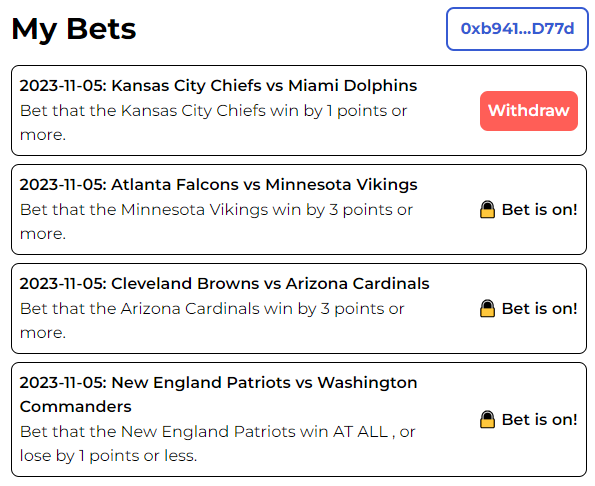 My Bets
0xb941...D77d
2023-11-05: Kansas City Chiefs vs Miami Dolphins
Bet that the Kansas City Chiefs win by 1 points or
more.
Withdraw
2023-11-05: Atlanta Falcons vs Minnesota Vikings
Bet that the Minnesota Vikings win by 3 points or
more.
Bet is on!
2023-11-05: Cleveland Browns vs Arizona Cardinals
Bet that the Arizona Cardinals win by 3 points or
more.
Bet is on!
2023-11-05: New England Patriots vs Washington
Commanders
Bet that the New England Patriots win AT ALL , or
lose by 1 points or less.
Bet is on!